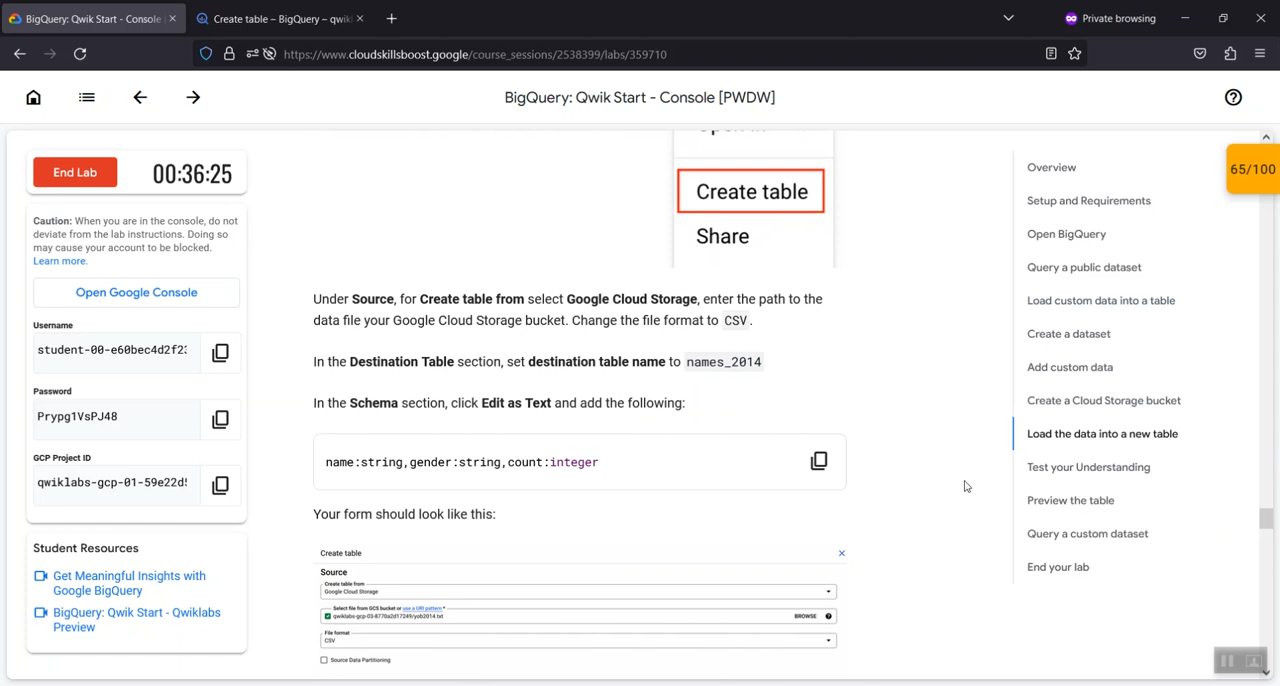 BigQuery: Qwik Start - Console
Create table – BigQuery – qwikl
Private browsing
https://www.cloudskillsboost.google/course_sessions/2538399/labs/359710
BigQuery: Qwik Start - Console [PWDW]
End Lab
00:36:25
Caution: When you are in the console, do not
deviate from the lab instructions. Doing so
may cause your account to be blocked.
Learn more.
Open Google Console
Username
student-00-e60bec4d2f23
Password
Prypg1VsPJ48
GCP Project ID
qwiklabs-gcp-01-59e22d5
Student Resources
Get Meaningful Insights with
Google BigQuery
BigQuery: Qwik Start - Qwiklabs
Preview
Create table
Share
Under Source, for Create table from select Google Cloud Storage, enter the path to the
data file your Google Cloud Storage bucket. Change the file format to CSV.
In the Destination Table section, set destination table name to names_2014
In the Schema section, click Edit as Text and add the following:
name:string,gender:string,count:integer
Your form should look like this:
Create table
Source
Create table from
Google Cloud Storage
Select file from GCS bucket or use a URI pattern *
qwiklabs-gcp-03-8770a2d17249/yob2014.txt
BROWSE
File format
CSV
Source Data Partitioning
Overview
Setup and Requirements
Open BigQuery
Query a public dataset
Load custom data into a table
Create a dataset
Add custom data
Create a Cloud Storage bucket
Load the data into a new table
Test your Understanding
Preview the table
Query a custom dataset
End your lab
65/100